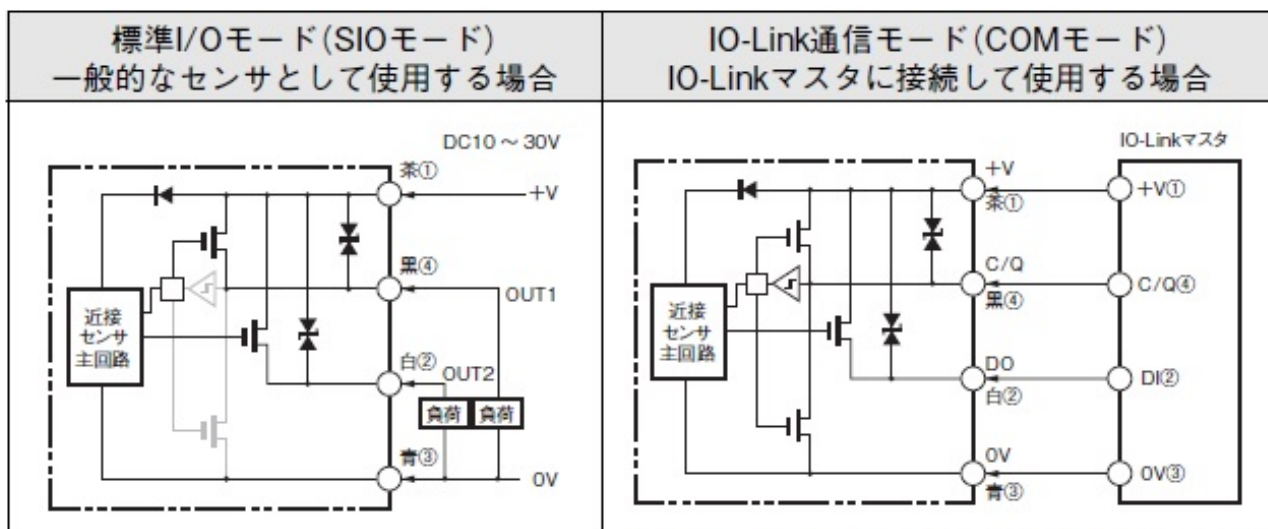 標準I/Oモード(SIOモード)
一般的なセンサとして使用する場合
IO-Link通信モード(COMモード)
IO-Linkマスタに接続して使用する場合
DC10～30V
茶①
+V
黒④
OUT1
近接
センサ
主回路
白②
OUT2
負荷
負荷
青③
0V
IO-Linkマスタ
+V
茶①
+V①
C/Q
黒④
C/Q④
近接
センサ
主回路
DO
白②
DI②
0V
青③
0V③